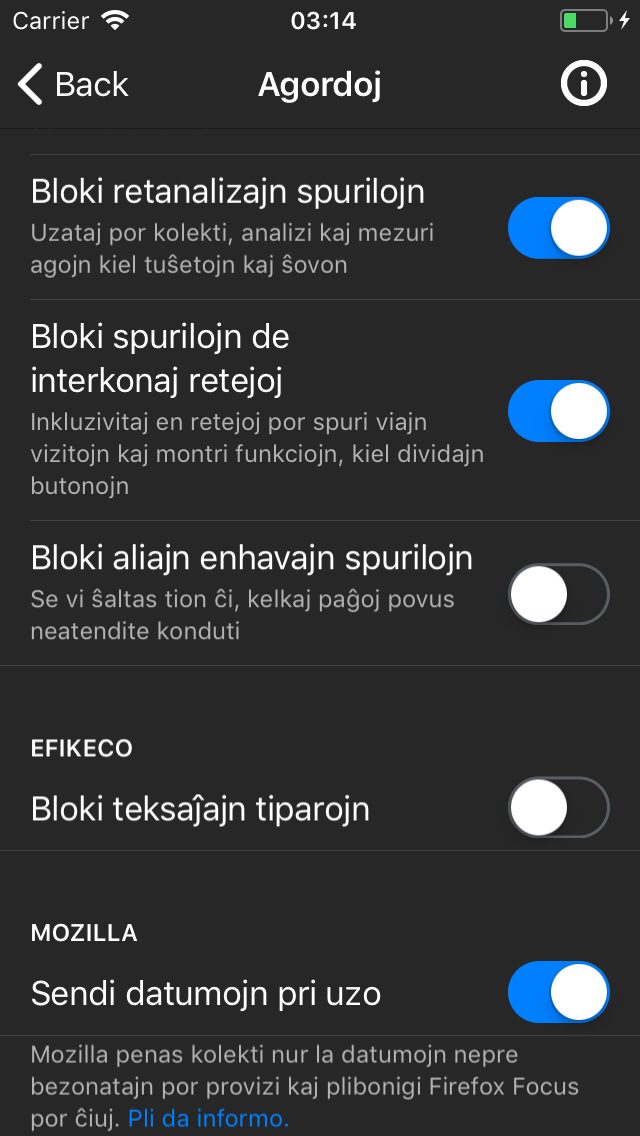 Carrier 03:14
Back Agordoj
Bloki retanalizajn spurilojn
Uzataj por kolekti, analizi kaj mezuri
agojn kiel tuŝetojn kaj ŝovon
Bloki spurilojn de
interkonaj retejoj
Inkluzivitaj en retejoj por spuri viajn
vizitojn kaj montri funkciojn, kiel dividajn
butonojn
Bloki aliajn enhavajn spurilojn
Se vi ŝaltas tion ĉi, kelkaj paĝoj povus
neatendite konduti
EFIKECO
Bloki teksaĵajn tiparojn
MOZILLA
Sendi datumojn pri uzo
Mozilla penas kolekti nur la datumojn nepre
bezonatajn por provizi kaj plibonigi Firefox Focus
por ĉiuj. Pli da informo.